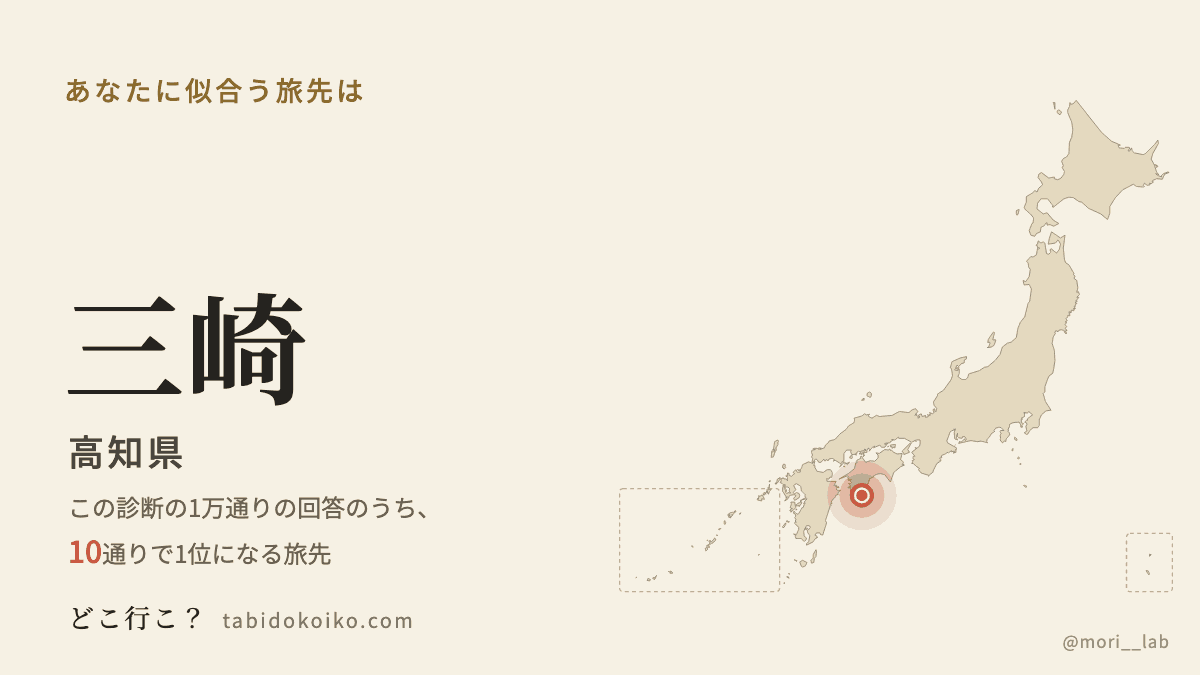 あなたに似合う旅先は
三崎
高知県
この診断の1万通りの回答のうち、
10通りで1位になる旅先
どこ行こ？ tabidokoiko.com
@mori__lab